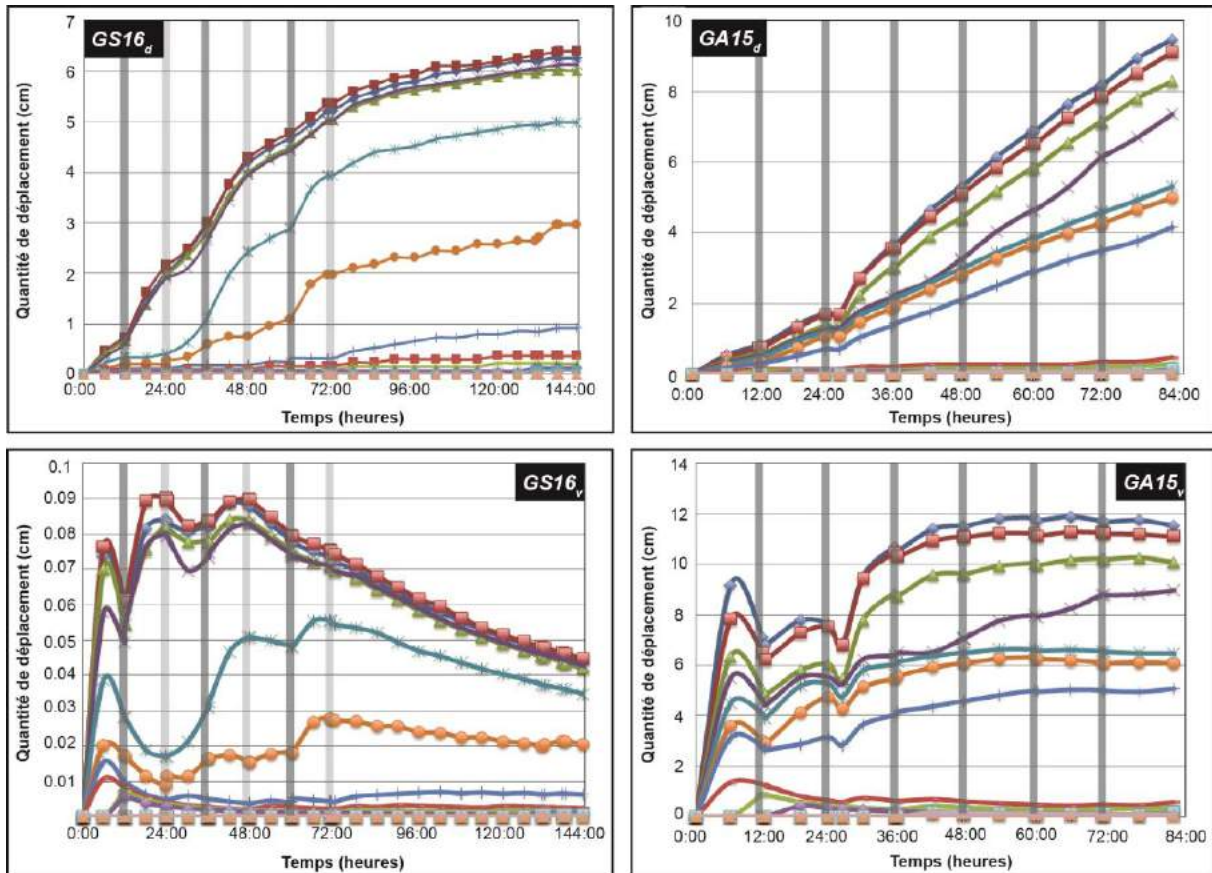 GS16d
Quantité de déplacement (cm)
7
6
5
4
3
2
1
0
0:00 24:00 48:00 72:00 96:00 120:00 144:00
Temps (heures)
GA15d
Quantité de déplacement (cm)
10
8
6
4
2
0
0:00 12:00 24:00 36:00 48:00 60:00 72:00 84:00
Temps (heures)
GS16v
Quantité de déplacement (cm)
0.1
0.09
0.08
0.07
0.06
0.05
0.04
0.03
0.02
0.01
0:00 24:00 48:00 72:00 96:00 120:00 144:00
Temps (heures)
GA15v
Quantité de déplacement (cm)
14
12
10
8
6
4
2
0
0:00 12:00 24:00 36:00 48:00 60:00 72:00 84:00
Temps (heures)